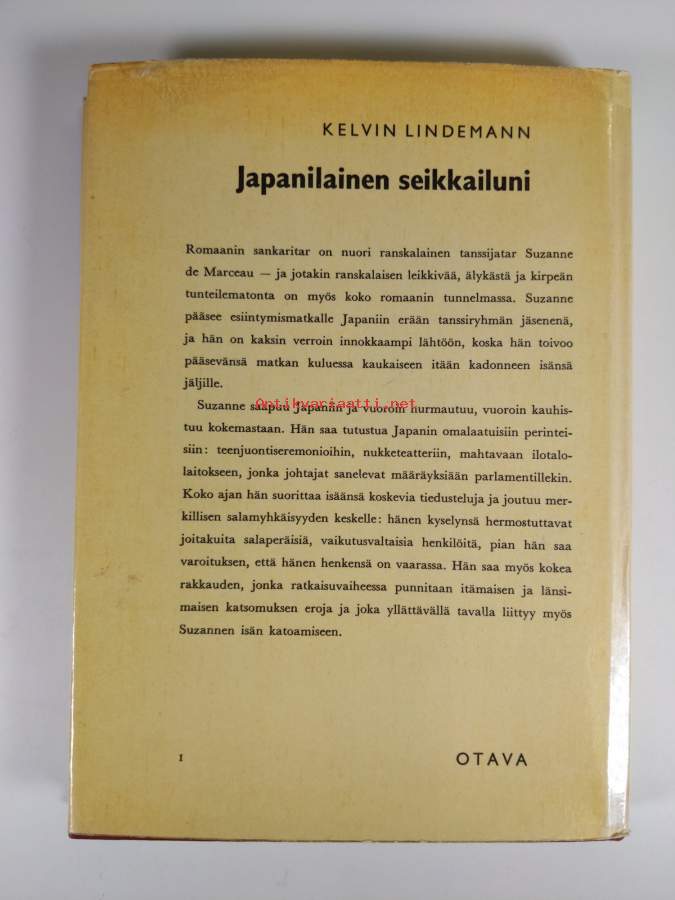 KELVIN LINDEMANN
Japanilainen seikkailuni
Romaanin sankaritar on nuori ranskalainen tanssijatar Suzanne
de Marceau — ja jotakin ranskalaisen leikkivää, älykästä ja kirpeän
tunteilematonta on myös koko romaanin tunnelmassa. Suzanne
pääsee esiintymismatkalle Japaniin erään tanssiryhmän jäsenenä,
ja hän on kaksin verroin innokkaampi lähtöön, koska hän toivoo
pääsevänsä matkan kuluessa kaukaiseen itään kadonneen isänsä
jäljille.
Antikvariaatti.net
Suzanne saapuu Japaniin ja vuoroin hurmautuu, vuoroin kauhis-
tuu kokemastaan. Hän saa tutustua Japanin omalaatuisiin perintei-
siin: teenjuontiseremonioihin, nukketeatteriin, mahtavaan ilotalo-
laitokseen, jonka johtajat sanelevat määräyksiään parlamentillekin.
Koko ajan hän suorittaa isäänsä koskevia tiedusteluja ja joutuu mer-
killisen salamyhkäisyyden keskelle: hänen kyselynsä hermostuttavat
joitakuita salaperäisiä, vaikutusvaltaisia henkilöitä, pian hän saa
varoituksen, että hänen henkensä on vaarassa. Hän saa myös kokea
rakkauden, jonka ratkaisuvaiheessa punnitaan itämaisen ja länsi-
maisen katsomuksen eroja ja joka yllättävällä tavalla liittyy myös
Suzannen isän katoamiseen.
I
OTAVA